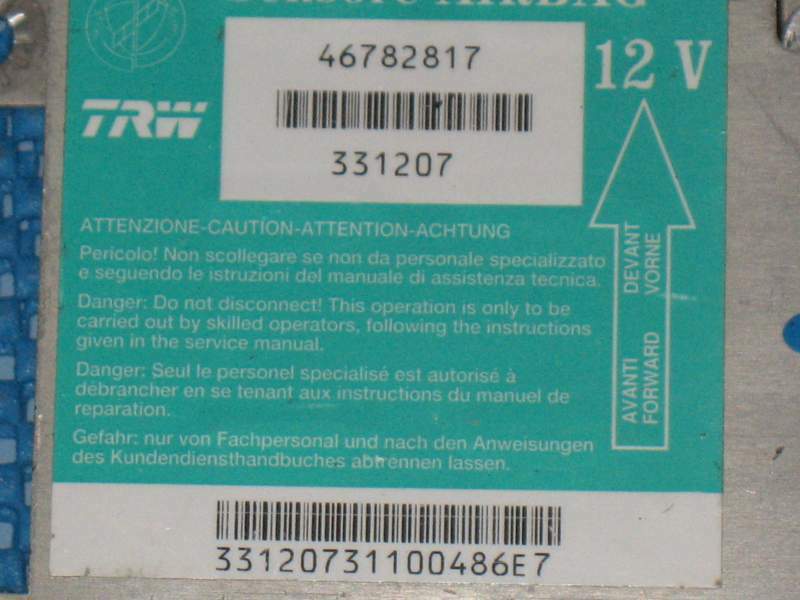 AIRBAG
46782817
12 V
TRW
331207
ATTENZIONE-CAUTION-ATTENTION-ACHTUNG
Pericolo! Non scollegare se non da personale specializzato
e seguendo le istruzioni del manuale di assistenza tecnica.
Danger: Do not disconnect! This operation is only to be
carried out by skilled operators, following the instructions
given in the service manual.
Danger: Seul le personel specialisé est autorisé à
debrancher en se tenant aux instructions du manuel de
reparation.
Gefahr: nur von Fachpersonal und nach den Anweisungen
des Kundendiensthandbuches abtrennen lassen.
AVANTI DEVANT
FORWARD VORNE
33120731100486E7